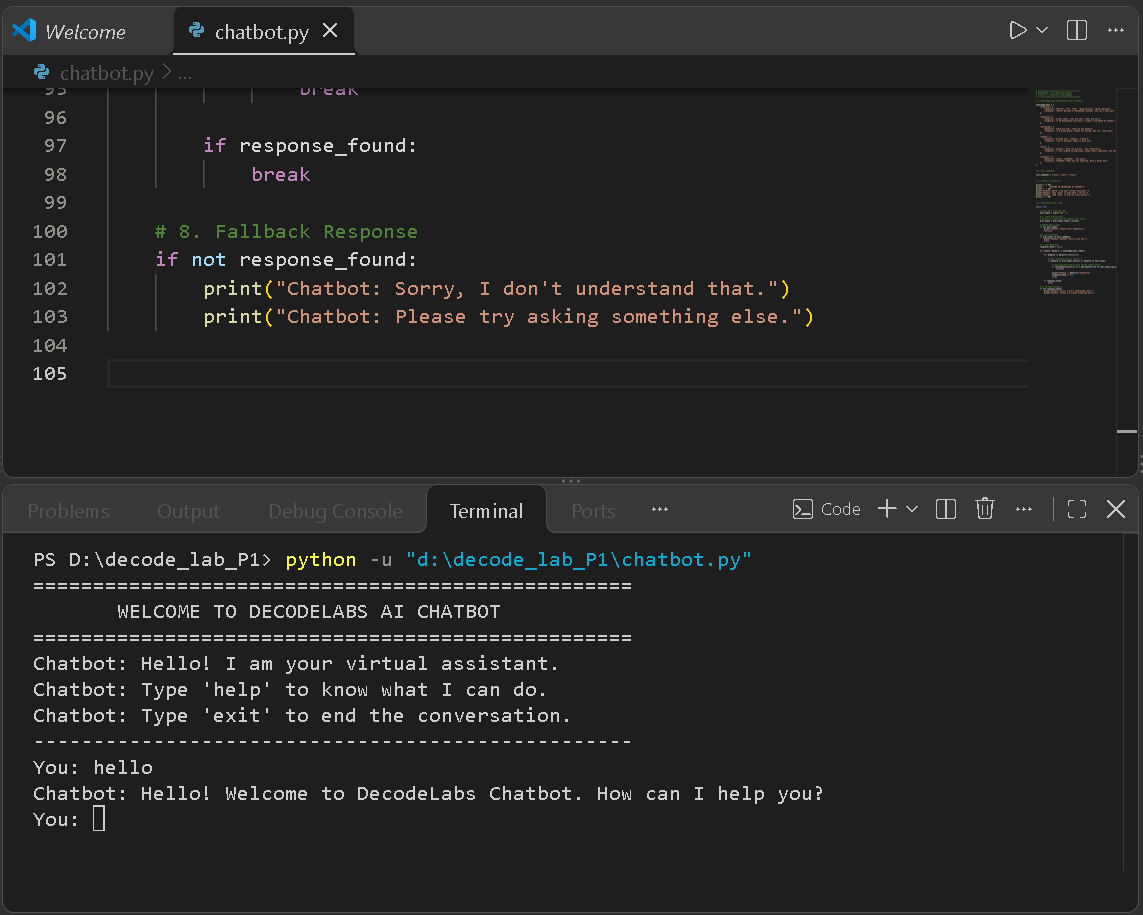 Welcome
chatbot.py
chatbot.py > ...
95 break
96
97 if response_found:
98 break
99
100 # 8. Fallback Response
101 if not response_found:
102 print("Chatbot: Sorry, I don't understand that.")
103 print("Chatbot: Please try asking something else.")
104
105
Problems Output Debug Console Terminal Ports ... Code
PS D:\decode_lab_P1> python -u "d:\decode_lab_P1\chatbot.py"
==================================================
WELCOME TO DECODELABS AI CHATBOT
==================================================
Chatbot: Hello! I am your virtual assistant.
Chatbot: Type 'help' to know what I can do.
Chatbot: Type 'exit' to end the conversation.
--------------------------------------------------
You: hello
Chatbot: Hello! Welcome to DecodeLabs Chatbot. How can I help you?
You: